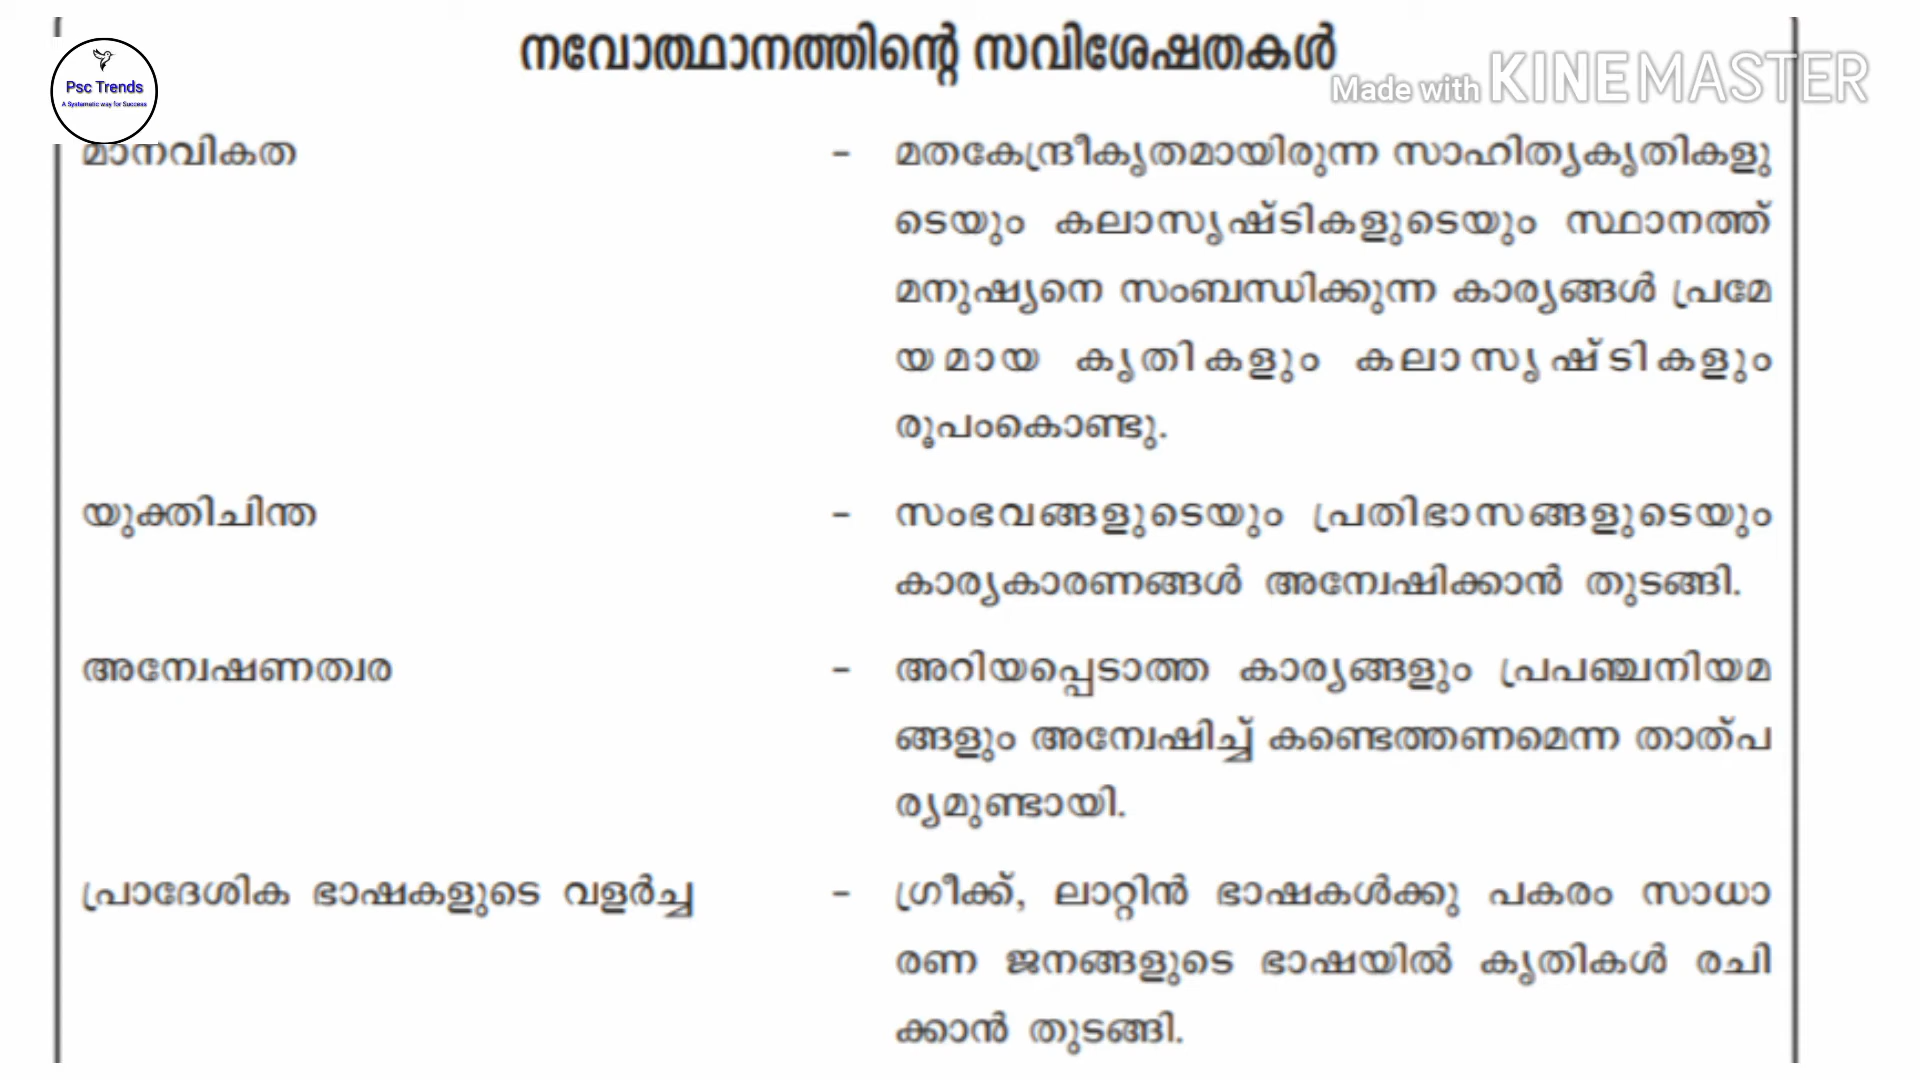 നവോത്ഥാനത്തിന്റെ സവിശേഷതകൾ
Made with KINEMASTER
Psc Trends
A Systematic way for Success
മാനവികത – മതകേന്ദ്രീകൃതമായിരുന്ന സാഹിത്യകൃതികളു
ടെയും കലാസൃഷ്ടികളുടെയും സ്ഥാനത്ത്
മനുഷ്യനെ സംബന്ധിക്കുന്ന കാര്യങ്ങൾ പ്രമേ
യമായ കൃതികളും കലാസൃഷ്ടികളും
രൂപംകൊണ്ടു.
യുക്തിചിന്ത – സംഭവങ്ങളുടെയും പ്രതിഭാസങ്ങളുടെയും
കാര്യകാരണങ്ങൾ അന്വേഷിക്കാൻ തുടങ്ങി.
അന്വേഷണത്വര – അറിയപ്പെടാത്ത കാര്യങ്ങളും പ്രപഞ്ചനിയമ
ങ്ങളും അന്വേഷിച്ച് കണ്ടെത്തണമെന്ന താത്പ
ര്യമുണ്ടായി.
പ്രാദേശിക ഭാഷകളുടെ വളർച്ച – ഗ്രീക്ക്, ലാറ്റിൻ ഭാഷകൾക്കു പകരം സാധാ
രണ ജനങ്ങളുടെ ഭാഷയിൽ കൃതികൾ രചി
ക്കാൻ തുടങ്ങി.